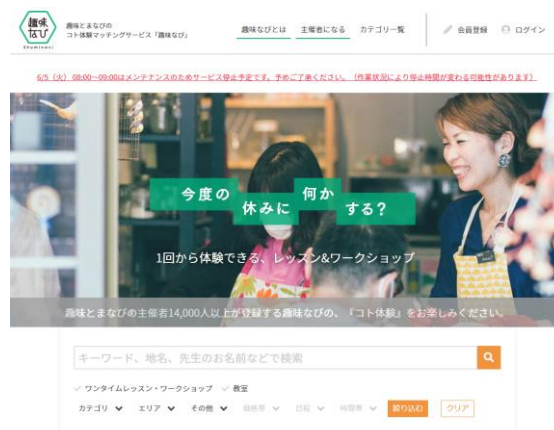 趣味なび
Shuminavi
趣味とまなびの
コト体験マッチングサービス「趣味なび」
趣味なびとは 主催者になる カテゴリ一覧 会員登録 ログイン
6/5（火） 08:00~09:00はメンテナンスのためサービス停止予定です。予めご了承ください。（作業状況により停止時間が変わる可能性があります）
今度の
休みに
何か
する?
1回から体験できる、レッスン&ワークショップ
趣味とまなびの主催者14,000人以上が登録する趣味なびの、『コト体験』をお楽しみください。
キーワード、地名、先生のお名前などで検索
ワンタイムレッスン・ワークショップ 教室
カテゴリ エリア その他 価格帯 日程 時間帯 絞り込む クリア